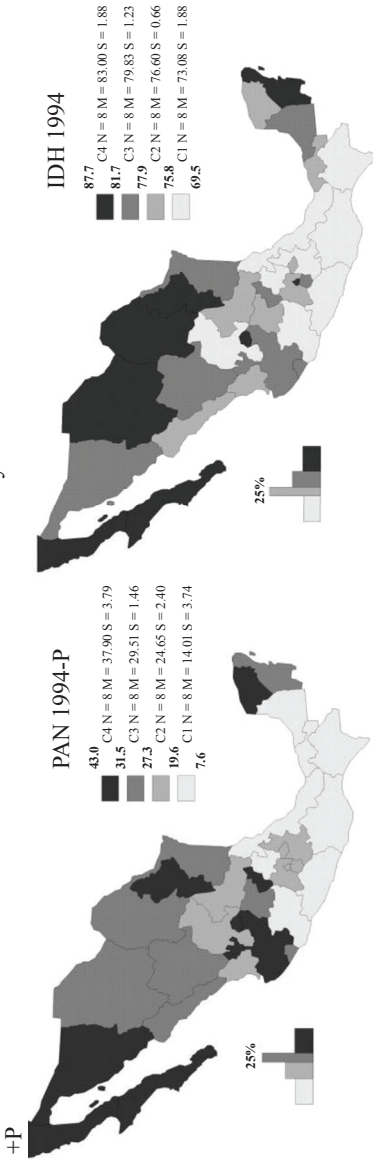 +P
PAN 1994-P
43.0
C4 N = 8 M = 37.90 S = 3.79
31.5
C3 N = 8 M = 29.51 S = 1.46
27.3
C2 N = 8 M = 24.65 S = 2.40
19.6
C1 N = 8 M = 14.01 S = 3.74
7.6
25%
IDH 1994
87.7
C4 N = 8 M = 83.00 S = 1.88
81.7
C3 N = 8 M = 79.83 S = 1.23
77.9
C2 N = 8 M = 76.60 S = 0.66
75.8
C1 N = 8 M = 73.08 S = 1.88
69.5
25%